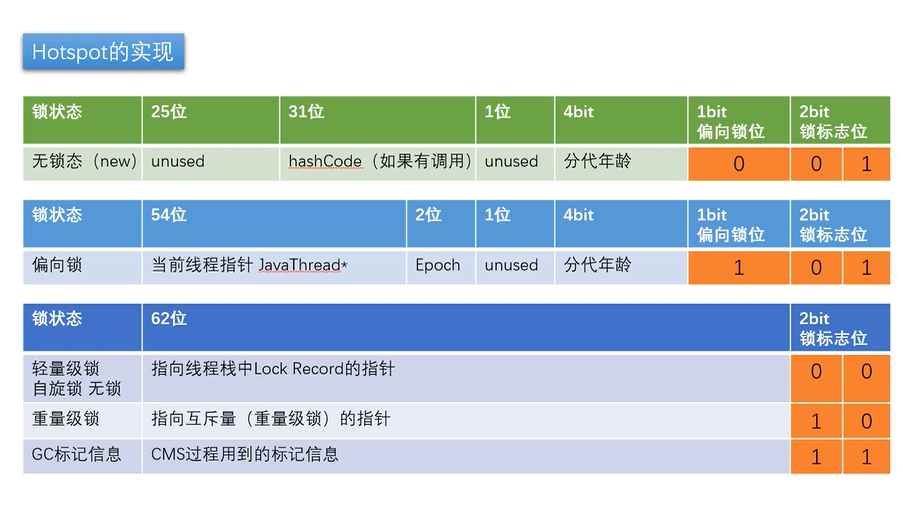 Hotspot的实现
锁状态 25位 31位 1位 4bit 1bit 2bit
偏向锁位 锁标志位
无锁态（new） unused hashCode（如果有调用） unused 分代年龄 0 0 1
锁状态 54位 2位 1位 4bit 1bit 2bit
偏向锁位 锁标志位
偏向锁 当前线程指针 JavaThread* Epoch unused 分代年龄 1 0 1
锁状态 62位 2bit
锁标志位
轻量级锁 指向线程栈中Lock Record的指针 0 0
自旋锁 无锁
重量级锁 指向互斥量（重量级锁）的指针 1 0
GC标记信息 CMS过程用到的标记信息 1 1